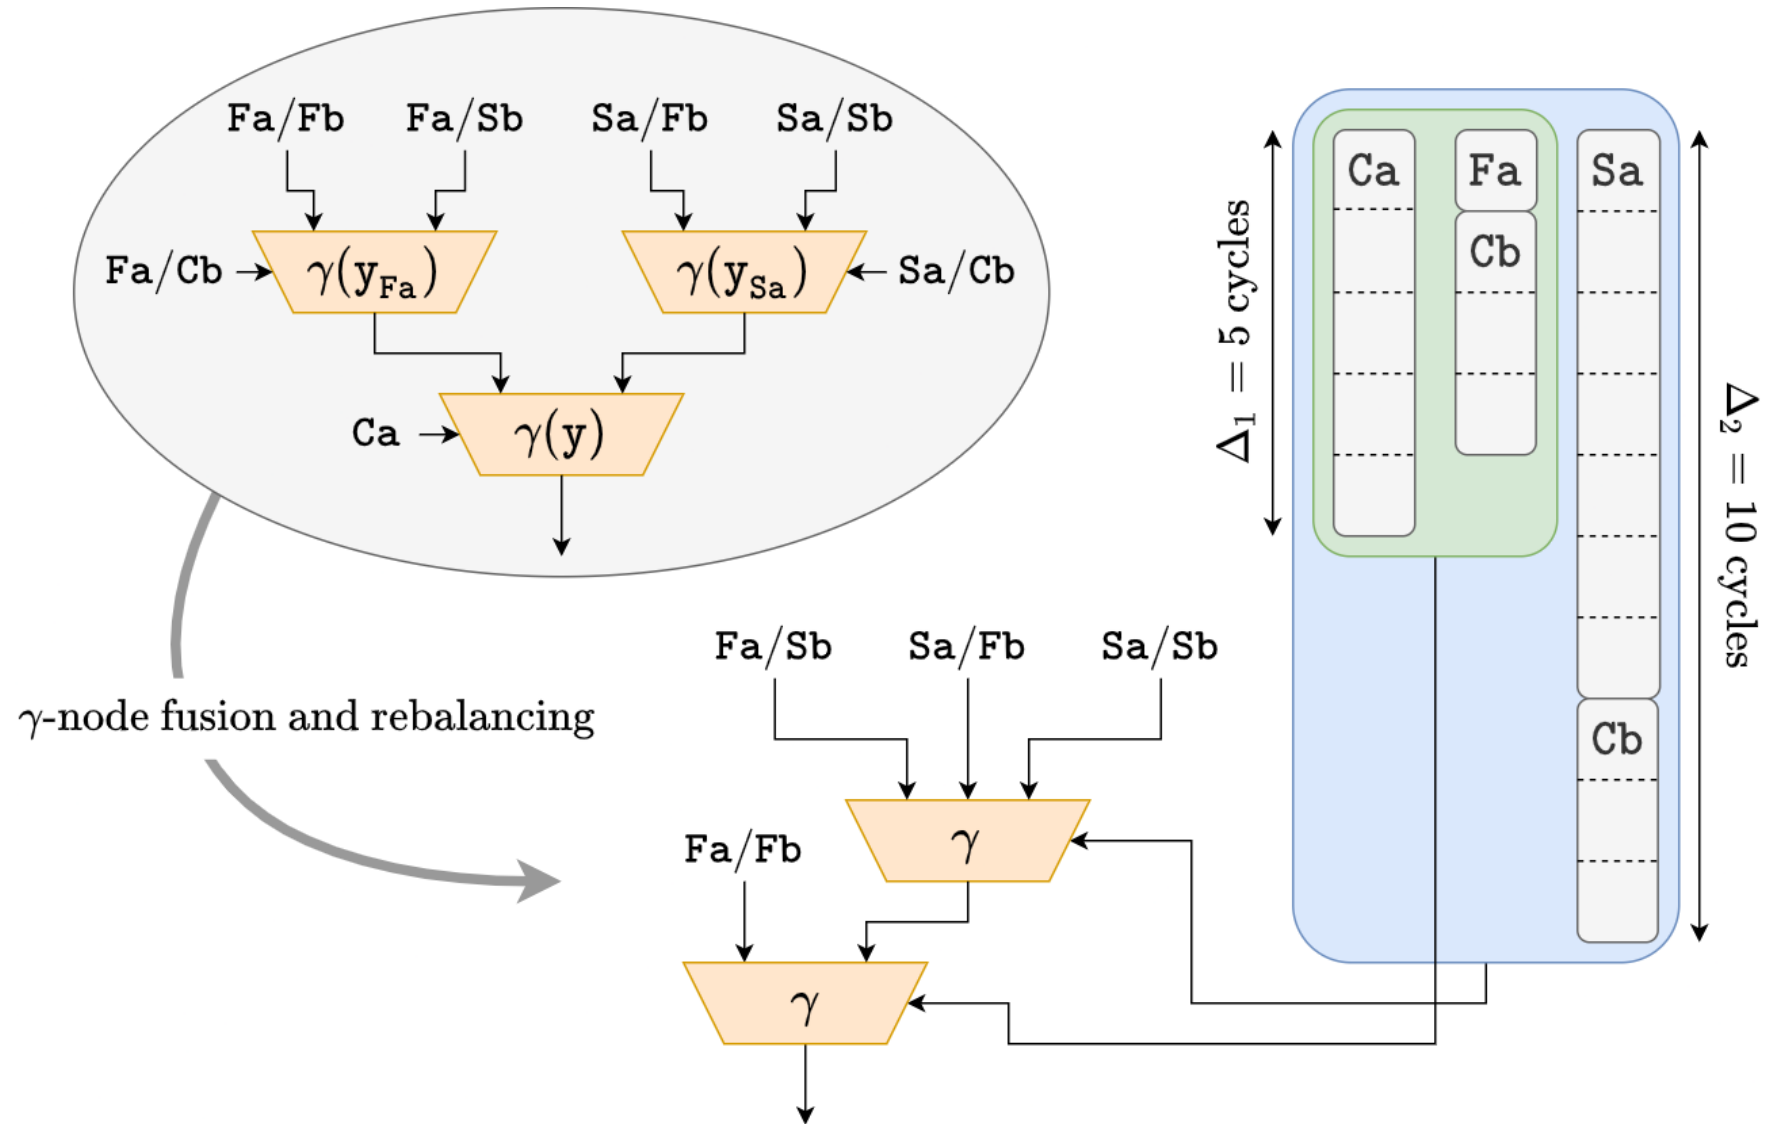 Fa/Fb Fa/Sb Sa/Fb Sa/Sb
Fa/Cb γ(y_Fa) γ(y_Sa) Sa/Cb
Ca γ(y)
γ-node fusion and rebalancing
Fa/Sb Sa/Fb Sa/Sb
γ
Fa/Fb
γ
Δ₁ = 5 cycles
Ca Fa Sa
Cb
Cb
Δ₂ = 10 cycles